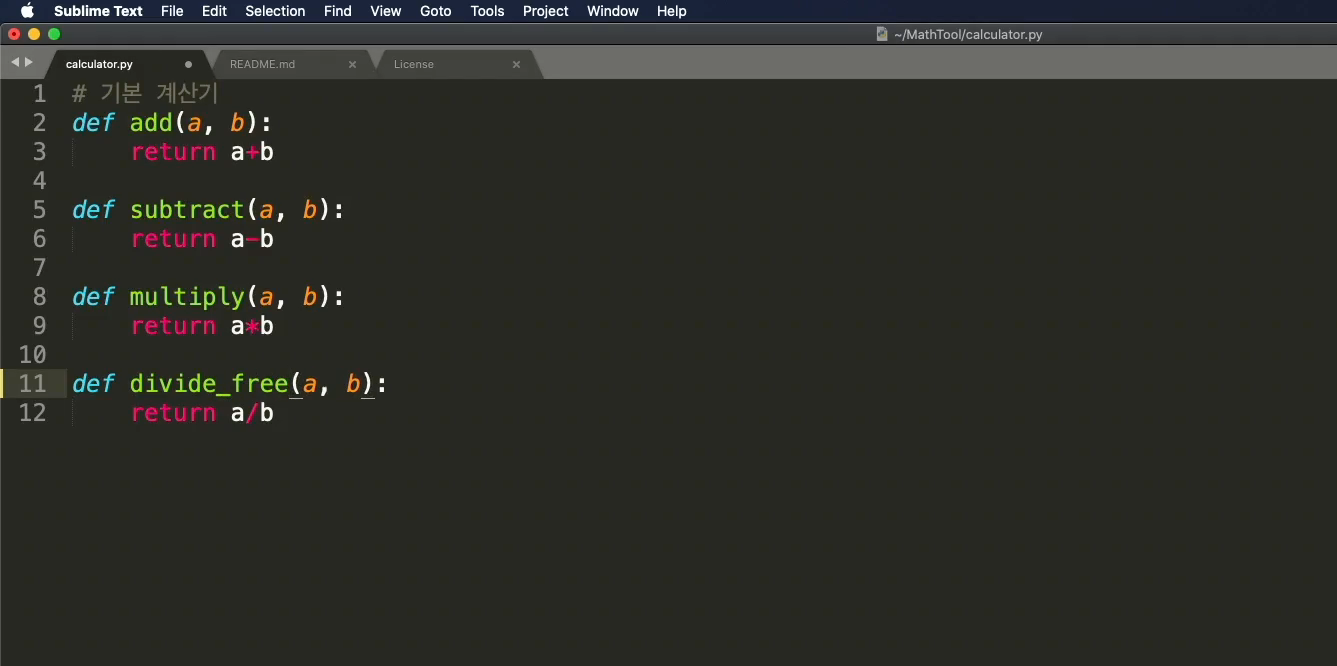 Sublime Text File Edit Selection Find View Goto Tools Project Window Help
~/MathTool/calculator.py
calculator.py README.md License
1 # 기본 계산기
2 def add(a, b):
3 return a+b
4
5 def subtract(a, b):
6 return a-b
7
8 def multiply(a, b):
9 return a*b
10
11 def divide_free(a, b):
12 return a/b